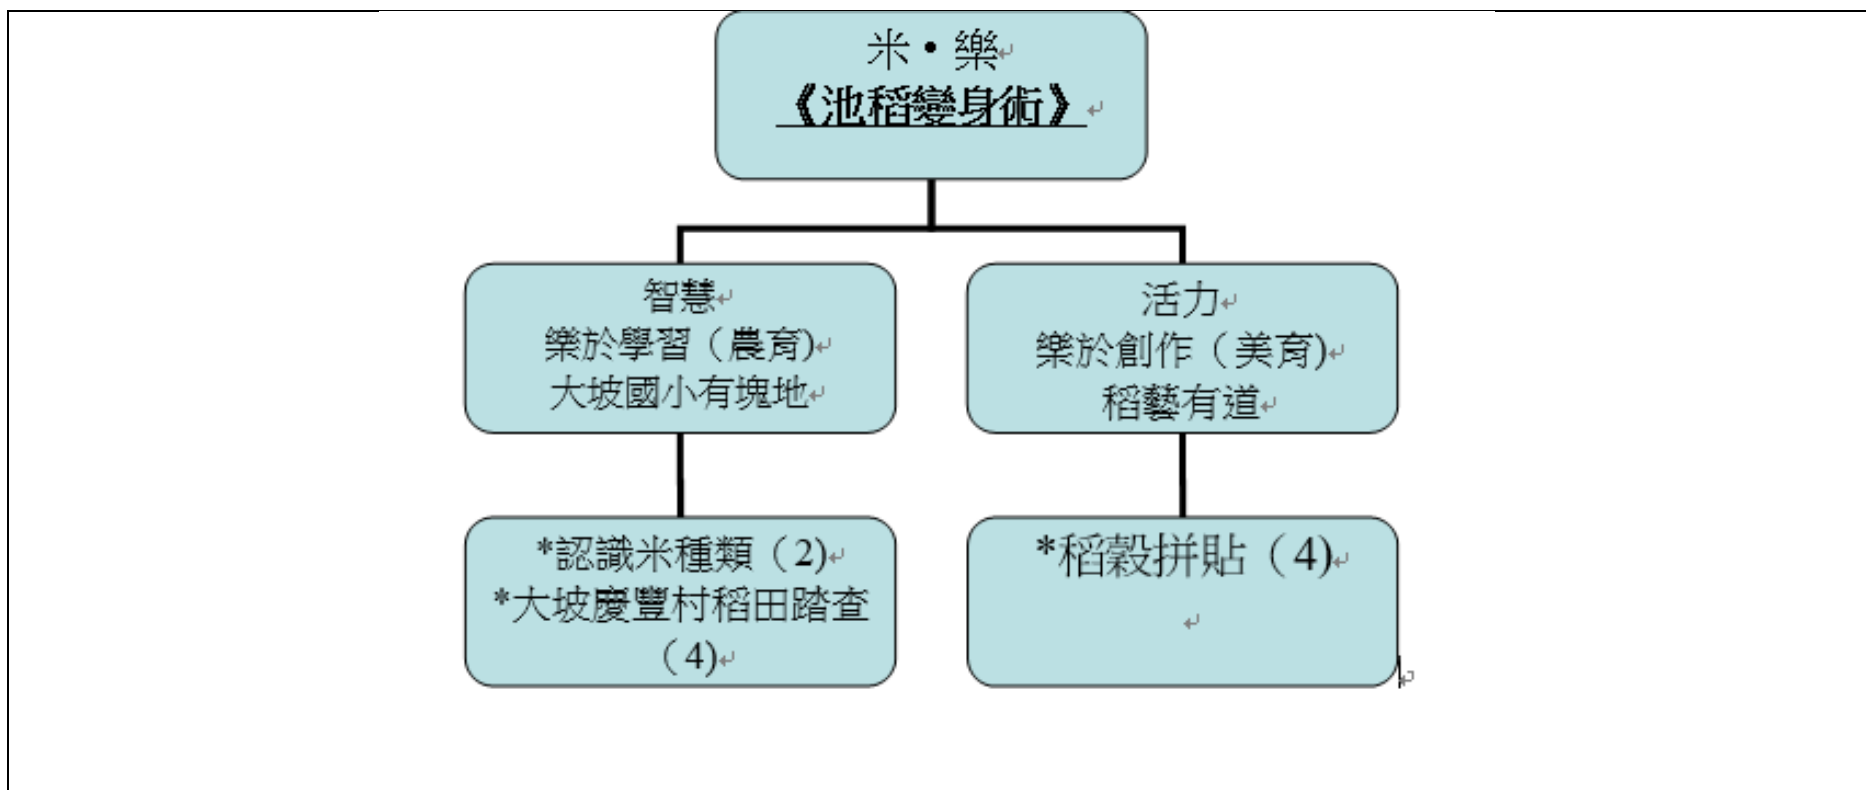 米•樂
《池稻變身術》
智慧
樂於學習（農育)
大坡國小有塊地
活力
樂於創作（美育)
稻藝有道
*認識米種類（2)
*大坡慶豐村稻田踏查
（4)
*稻穀拼貼（4)